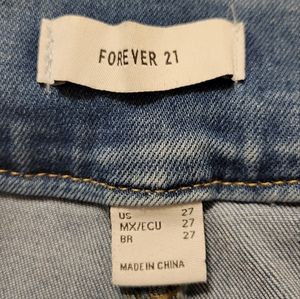 FOREVER 21
US 27
MX/ECU 27
BR 27
MADE IN CHINA